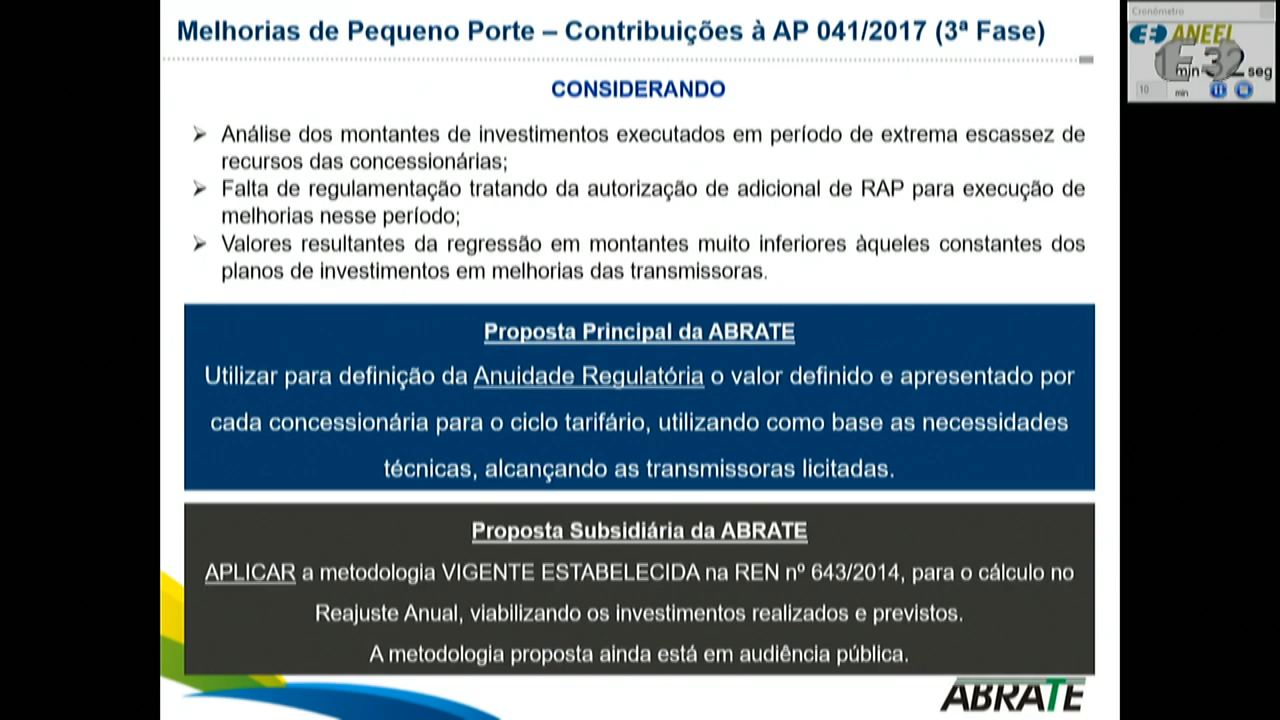 Melhorias de Pequeno Porte – Contribuições à AP 041/2017 (3ª Fase)
CONSIDERANDO
➢ Análise dos montantes de investimentos executados em período de extrema escassez de
recursos das concessionárias;
➢ Falta de regulamentação tratando da autorização de adicional de RAP para execução de
melhorias nesse período;
➢ Valores resultantes da regressão em montantes muito inferiores àqueles constantes dos
planos de investimentos em melhorias das transmissoras.
Proposta Principal da ABRATE
Utilizar para definição da Anuidade Regulatória o valor definido e apresentado por
cada concessionária para o ciclo tarifário, utilizando como base as necessidades
técnicas, alcançando as transmissoras licitadas.
Proposta Subsidiária da ABRATE
APLICAR a metodologia VIGENTE ESTABELECIDA na REN nº 643/2014, para o cálculo no
Reajuste Anual, viabilizando os investimentos realizados e previstos.
A metodologia proposta ainda está em audiência pública.
ABRATE
Cronômetro
ANEEL
min 32 seg
10 min